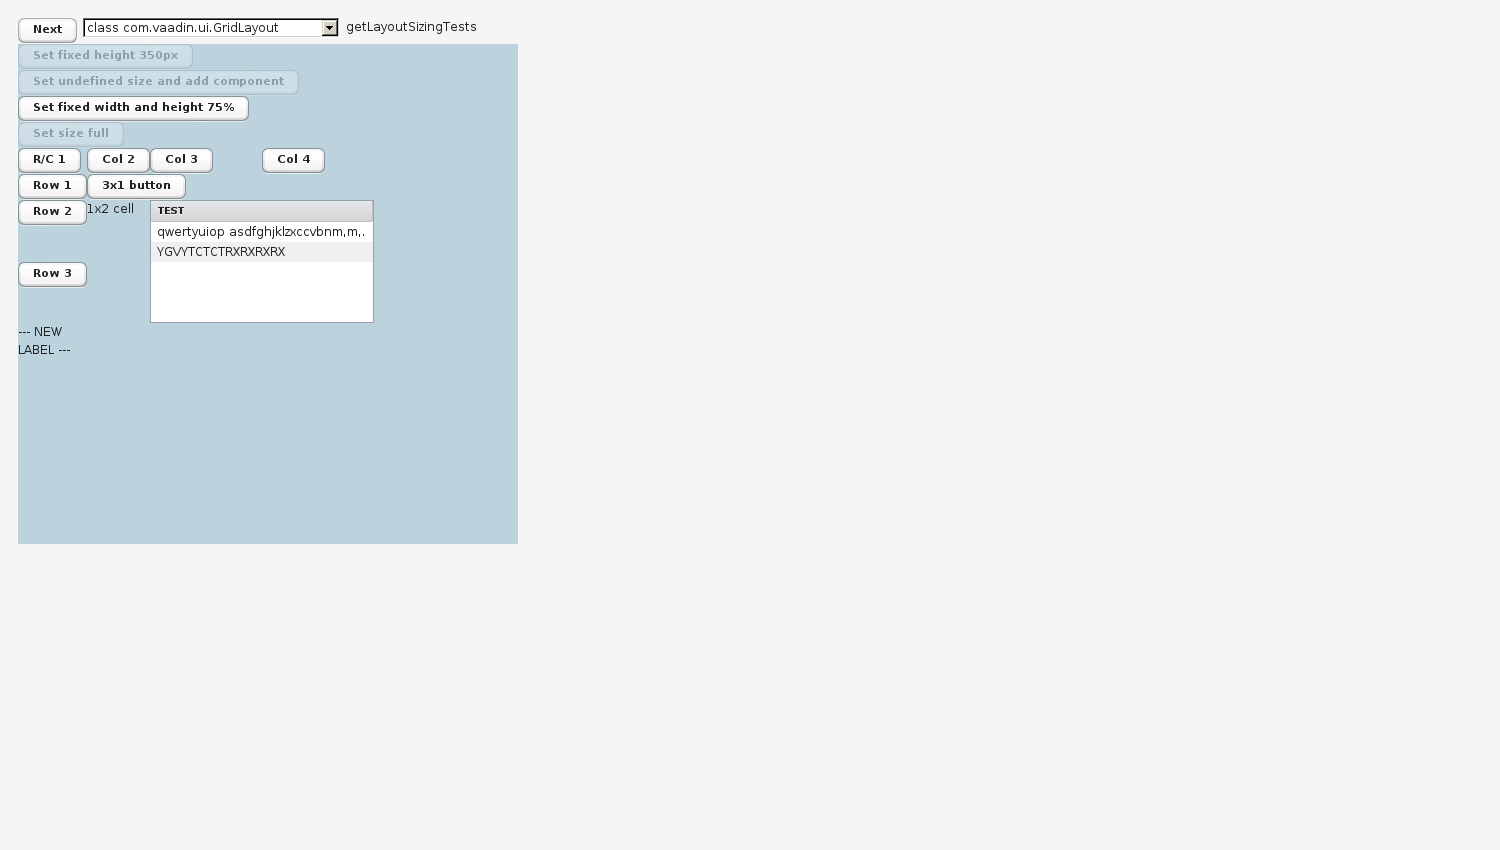 Next class com.vaadin.ui.GridLayout getLayoutSizingTests
Set fixed height 350px
Set undefined size and add component
Set fixed width and height 75%
Set size full
R/C 1 Col 2 Col 3 Col 4
Row 1 3x1 button
Row 2 1x2 cell TEST
qwertyuiop asdfghjklzxccvbnm,m,.
YGVYTCTCTRXRXRXRX
Row 3
--- NEW
LABEL ---